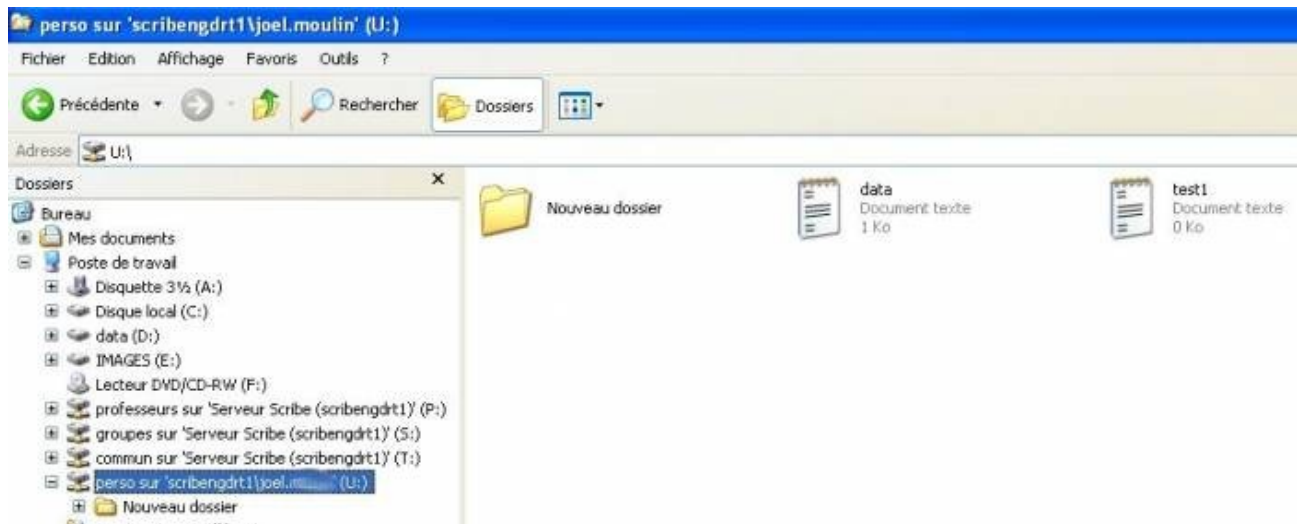 perso sur 'scribengdrt1\joel.moulin' (U:)
Fichier Edition Affichage Favoris Outils ?
Précédente Rechercher Dossiers
Adresse U:\
Dossiers X
Bureau
Mes documents
Poste de travail
Disquette 3½ (A:)
Disque local (C:)
data (D:)
IMAGES (E:)
Lecteur DVD/CD-RW (F:)
professeurs sur 'Serveur Scribe (scribengdrt1)' (P:)
groupes sur 'Serveur Scribe (scribengdrt1)' (S:)
commun sur 'Serveur Scribe (scribengdrt1)' (T:)
perso sur 'scribengdrt1\joel. (U:)
Nouveau dossier
Nouveau dossier
data
Document texte
1 Ko
test1
Document texte
0 Ko